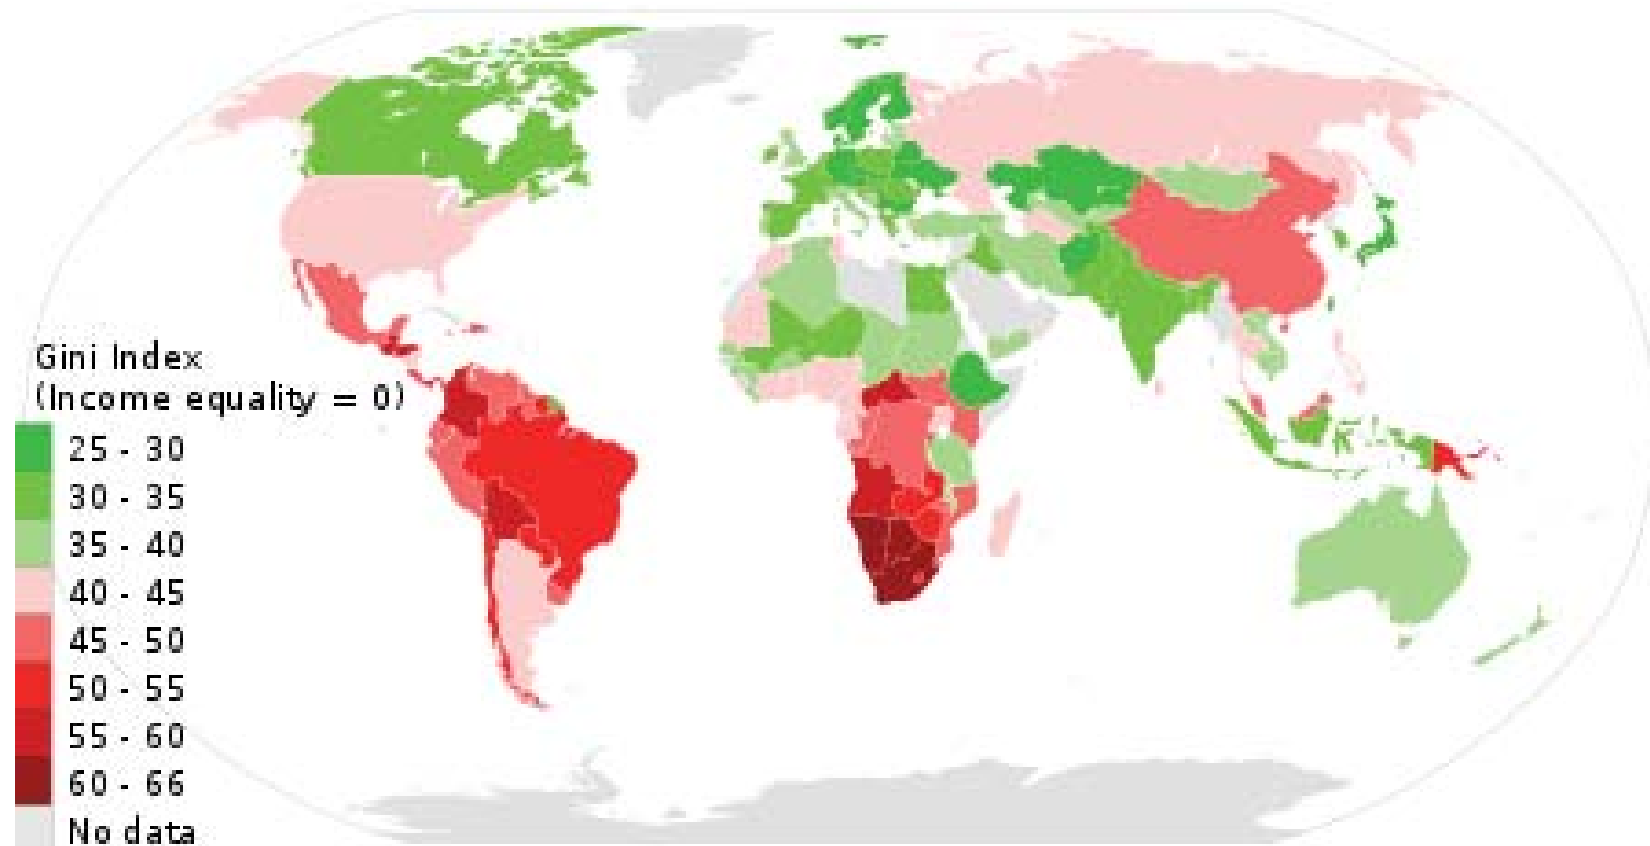 Gini Index
(Income equality = 0)
25 - 30
30 - 35
35 - 40
40 - 45
45 - 50
50 - 55
55 - 60
60 - 66
No data